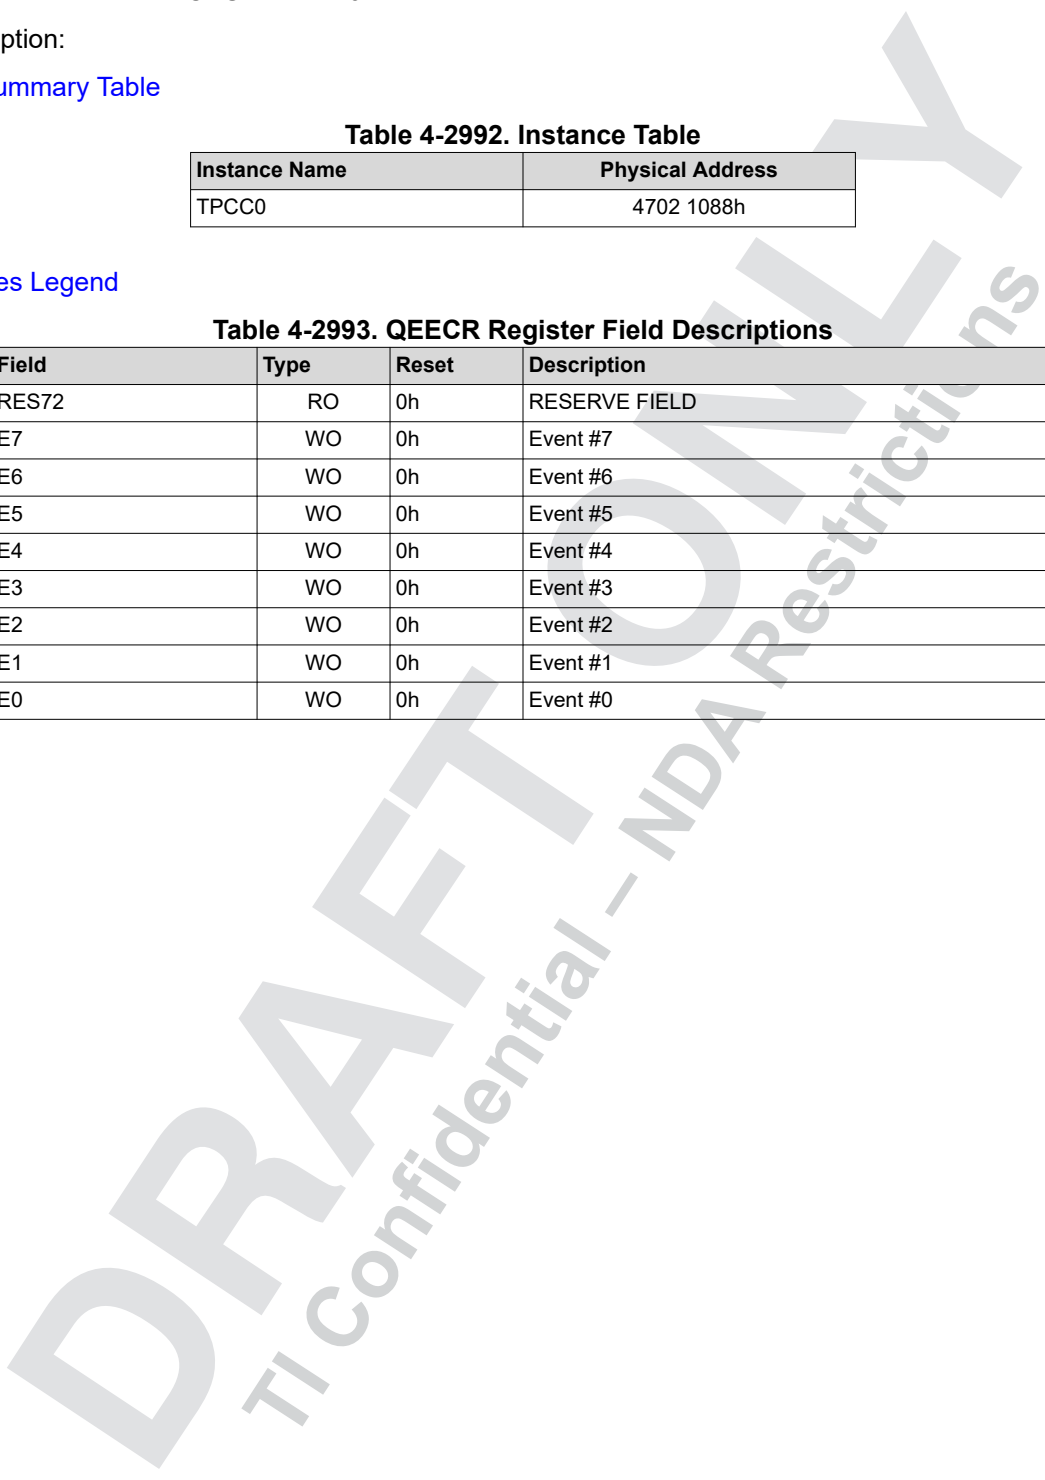 ption:
ummary Table
Table 4-2992. Instance Table
Instance Name Physical Address
TPCC0 4702 1088h
es Legend
Table 4-2993. QEECR Register Field Descriptions
Field Type Reset Description
RES72 RO 0h RESERVE FIELD
E7 WO 0h Event #7
E6 WO 0h Event #6
E5 WO 0h Event #5
E4 WO 0h Event #4
E3 WO 0h Event #3
E2 WO 0h Event #2
E1 WO 0h Event #1
E0 WO 0h Event #0
DRAFT ONLY
TI Confidential – NDA Restrictions